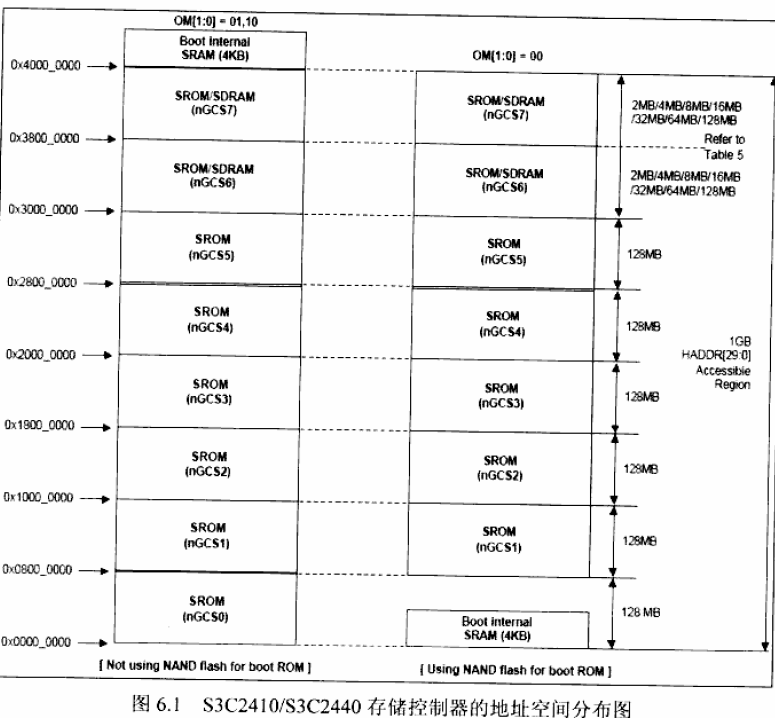 OM[1:0] = 01,10
Boot Internal
SRAM (4KB)
OM[1:0] = 00
0x4000_0000
SROM/SDRAM
(nGCS7)
SROM/SDRAM
(nGCS7)
2MB/4MB/8MB/16MB
/32MB/64MB/128MB
0x3800_0000
Refer to
Table 5
SROM/SDRAM
(nGCS6)
SROM/SDRAM
(nGCS6)
2MB/4MB/8MB/16MB
/32MB/64MB/128MB
0x3000_0000
SROM
(nGCS5)
SROM
(nGCS5)
128MB
0x2800_0000
SROM
(nGCS4)
SROM
(nGCS4)
128MB
1GB
HADDR[29:0]
Accessible
Region
0x2000_0000
SROM
(nGCS3)
SROM
(nGCS3)
128MB
0x1800_0000
SROM
(nGCS2)
SROM
(nGCS2)
128MB
0x1000_0000
SROM
(nGCS1)
SROM
(nGCS1)
128MB
0x0800_0000
SROM
(nGCS0)
Boot Internal
SRAM (4KB)
128 MB
0x0000_0000
[ Not using NAND flash for boot ROM ]
[ Using NAND flash for boot ROM ]
图 6.1 S3C2410/S3C2440 存储控制器的地址空间分布图